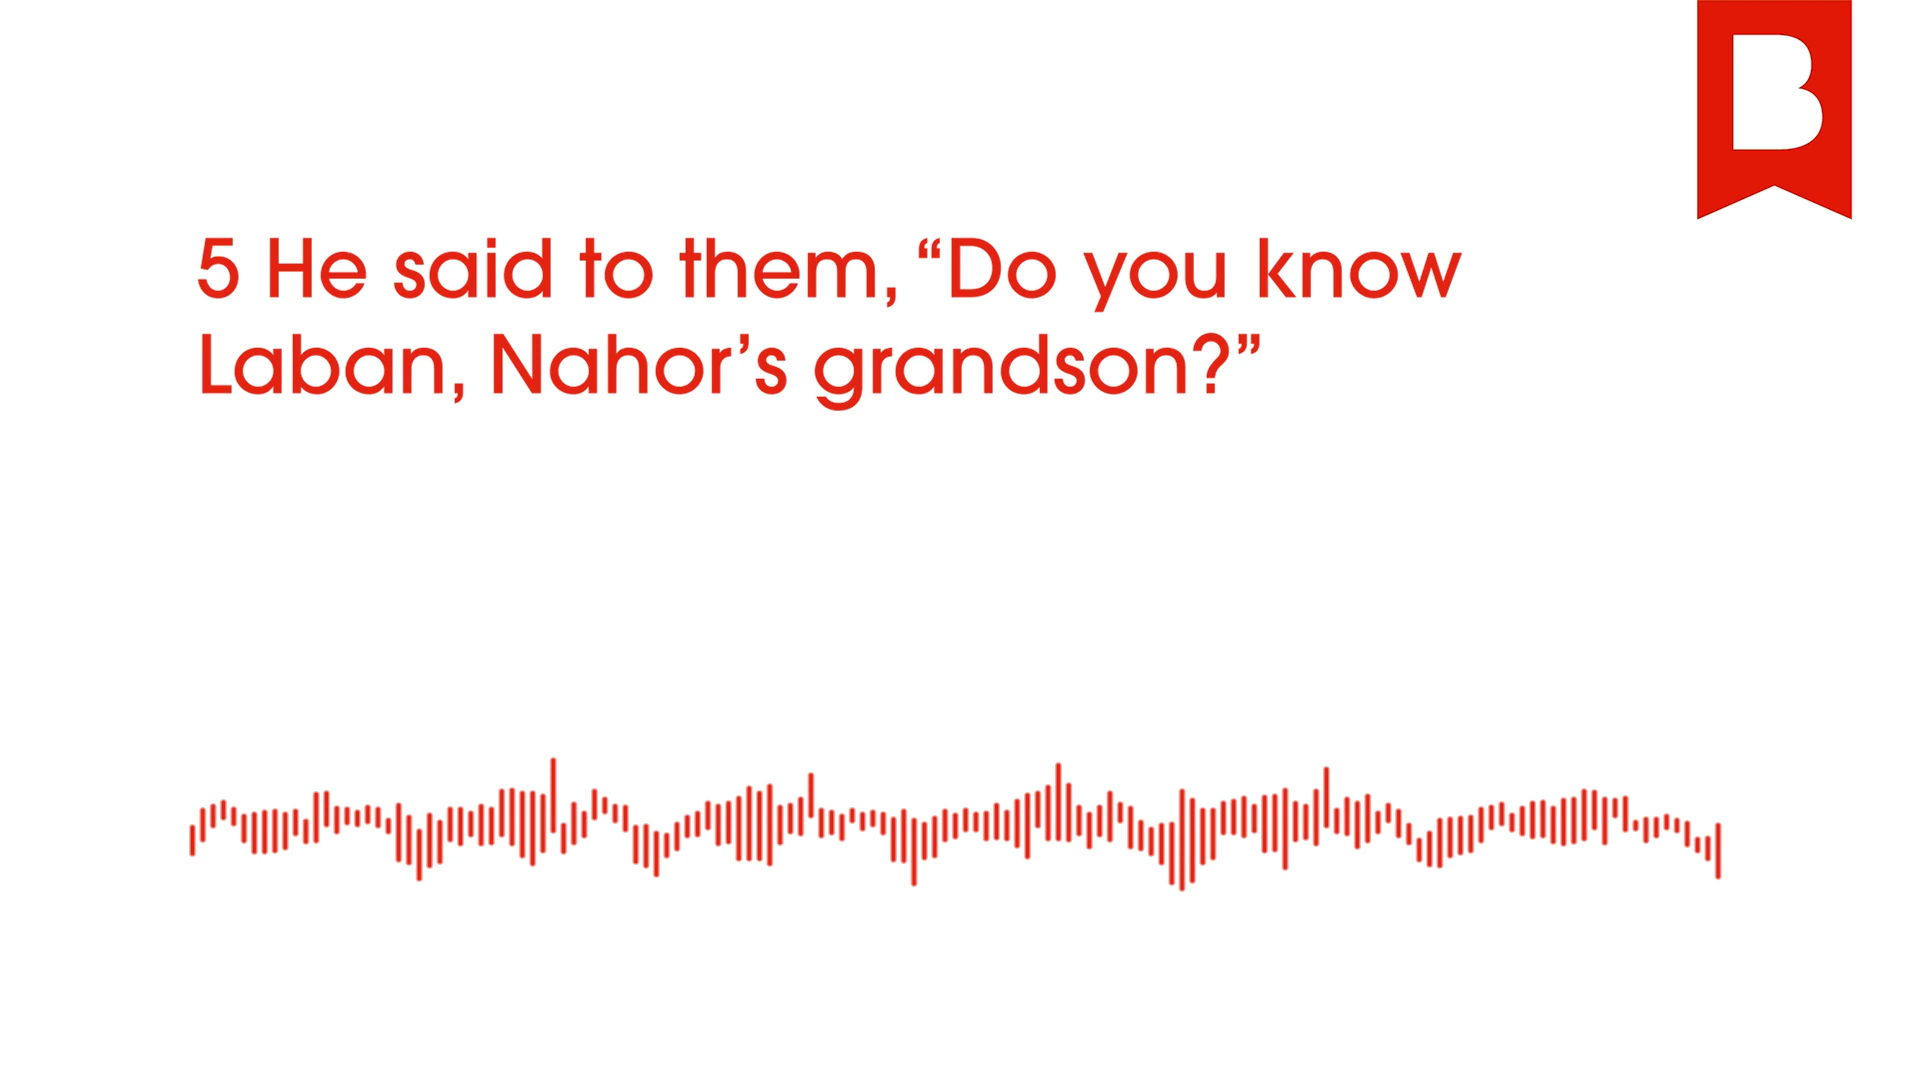 B
5 He said to them, “Do you know
Laban, Nahor’s grandson?”